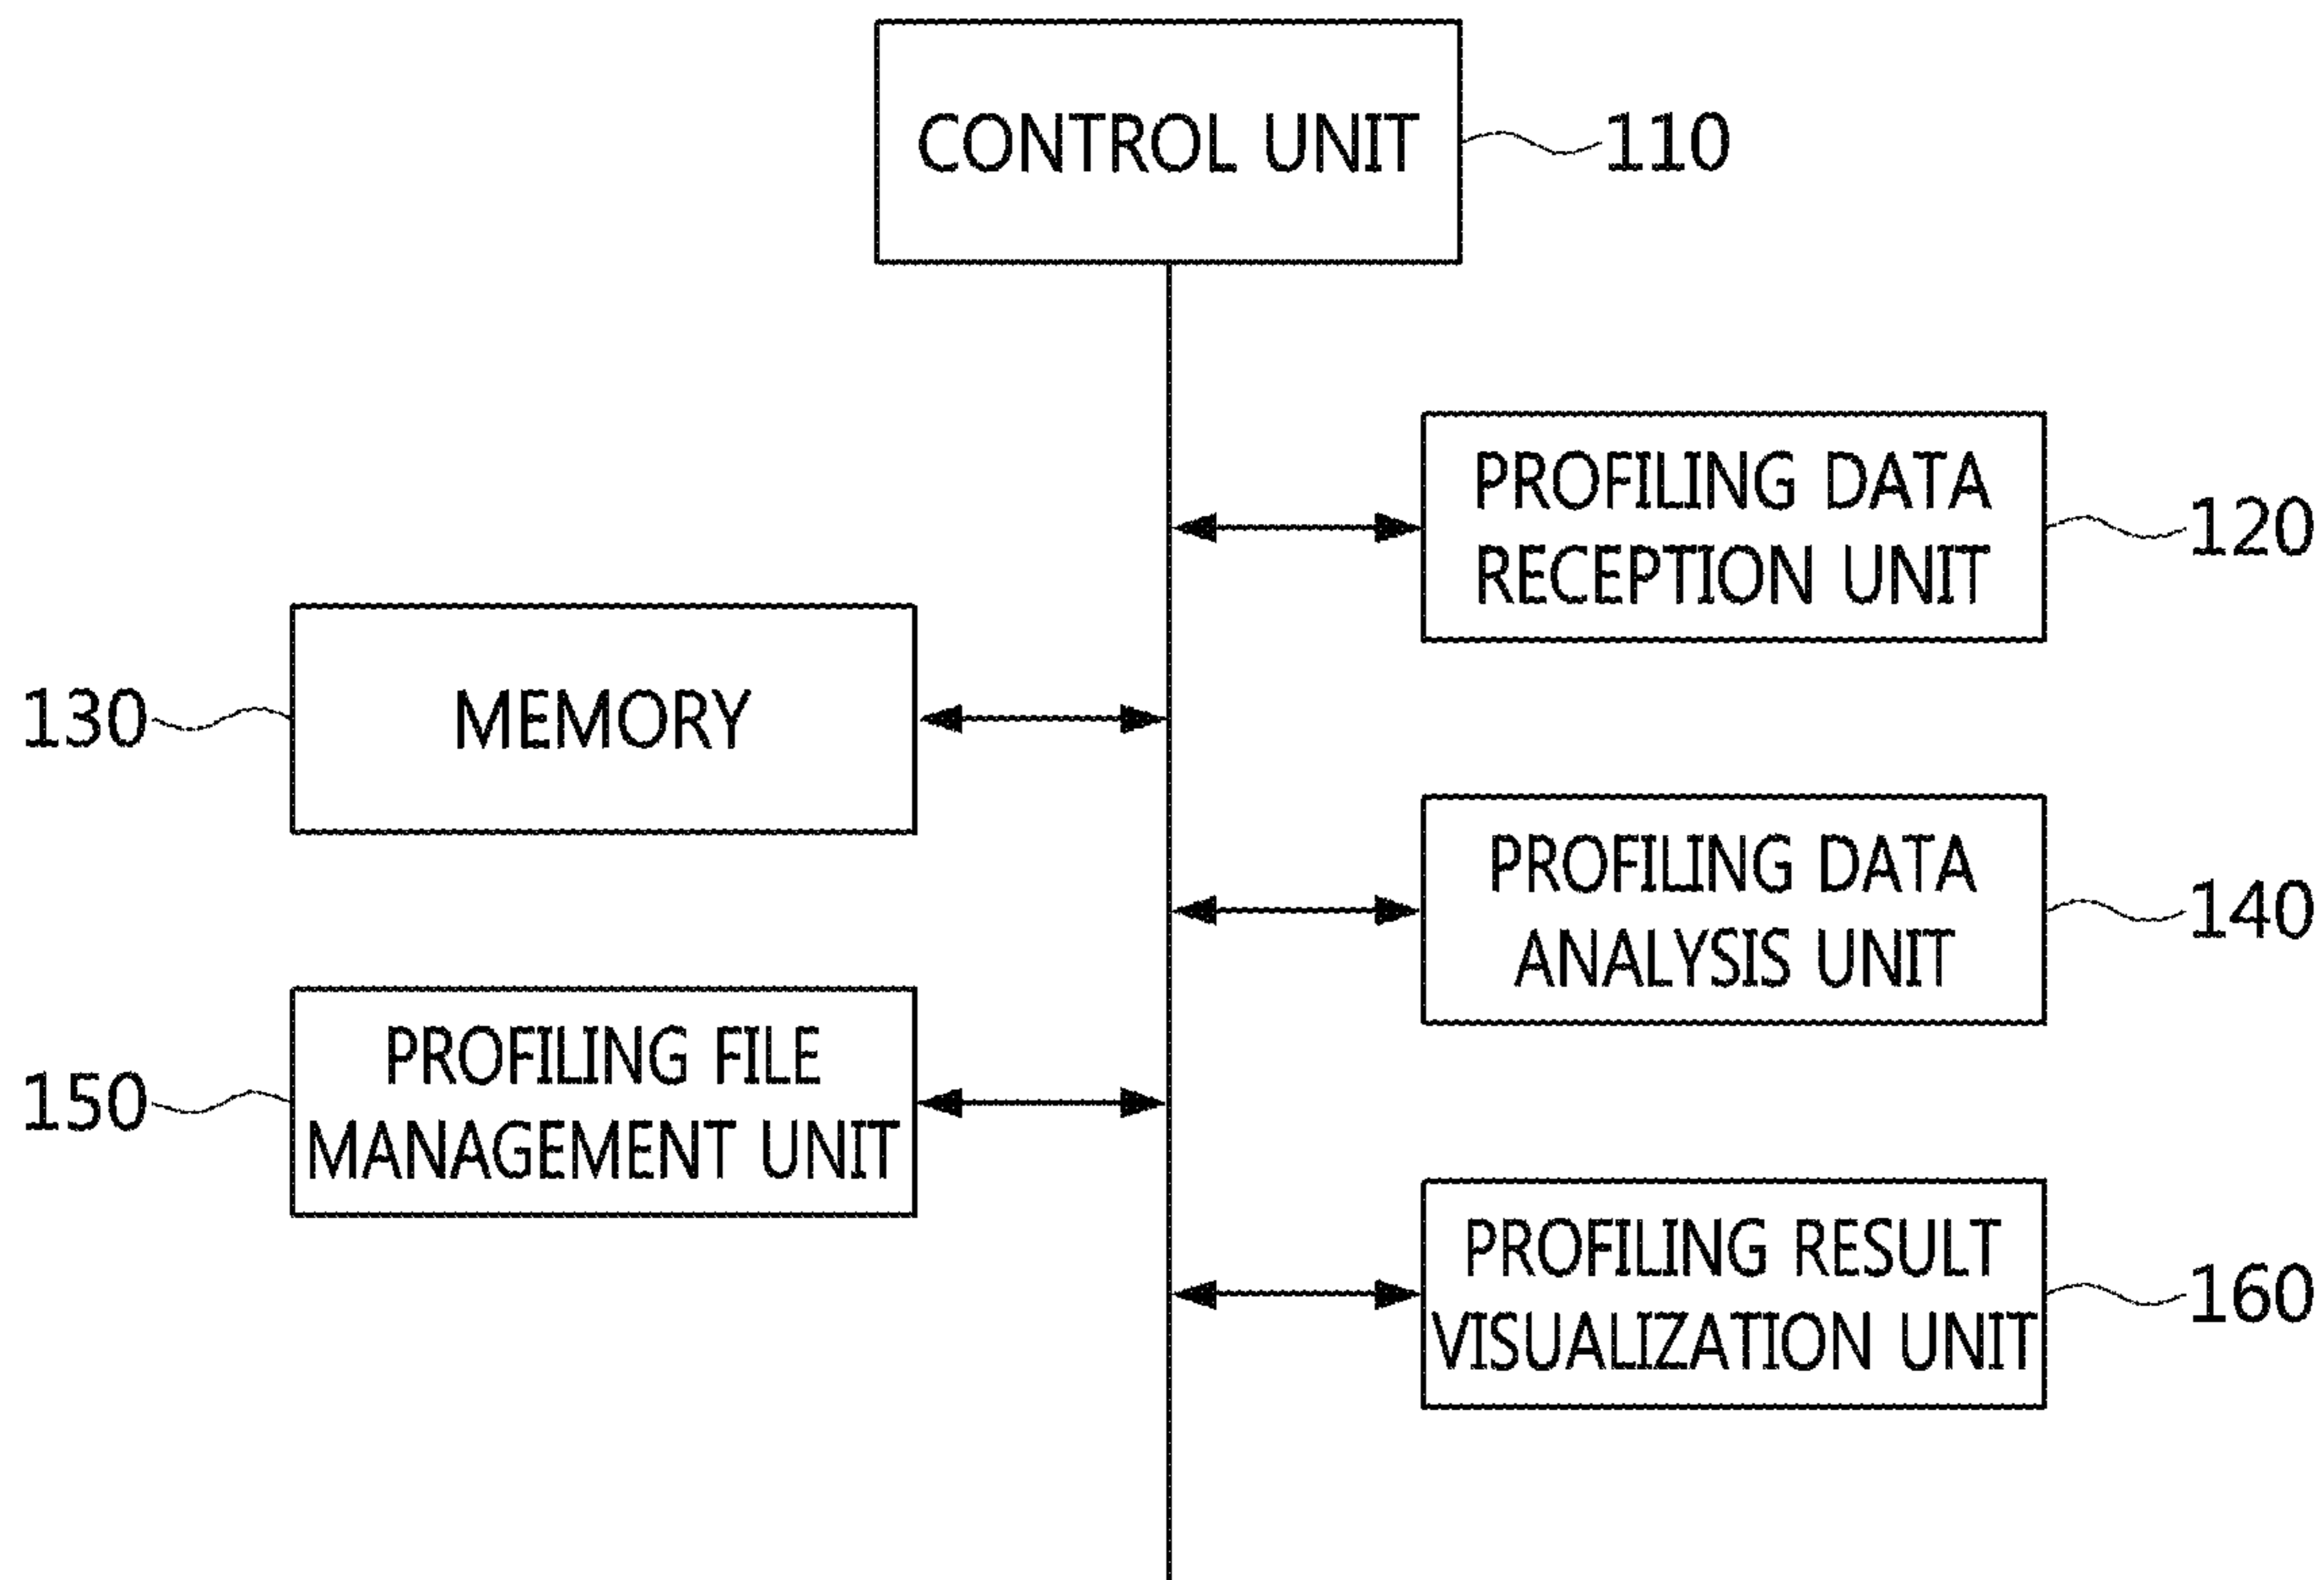 CONTROL UNIT
110
PROFILING DATA
RECEPTION UNIT
120
130
MEMORY
PROFILING DATA
ANALYSIS UNIT
140
150
PROFILING FILE
MANAGEMENT UNIT
PROFILING RESULT
VISUALIZATION UNIT
160